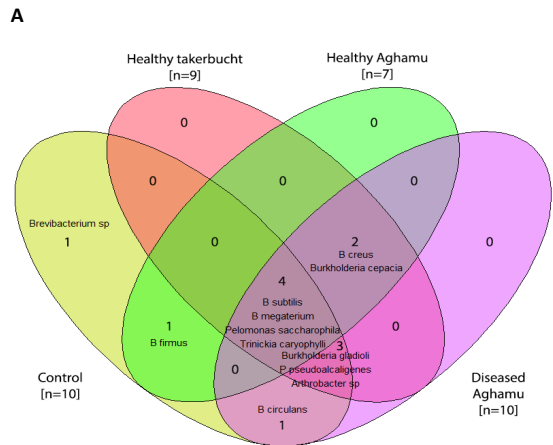 A
Healthy takerbucht
[n=9]
Healthy Aghamu
[n=7]
0
0
0
0
0
Brevibacterium sp
1
0
2
0
B creus
Burkholderia cepacia
4
B subtilis
B megaterium
1
Pelomonas saccharophila
0
B firmus
Trinickia caryophylli
3
Burkholderia gladioli
0
P pseudoalcaligenes
Arthrobacter sp
Control
[n=10]
Diseased
Aghamu
[n=10]
B circulans
1